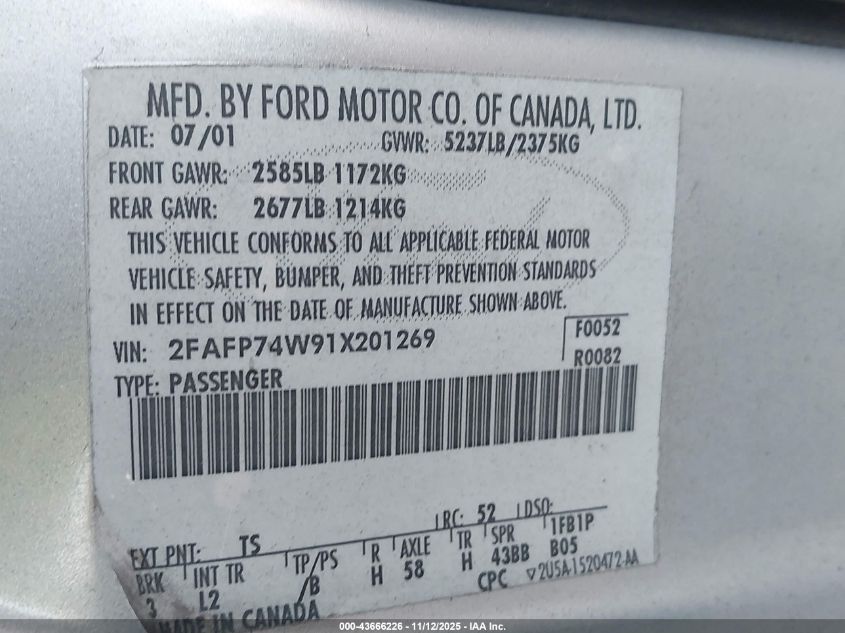 MFD. BY FORD MOTOR CO. OF CANADA, LTD.
DATE: 07/01 GVWR: 5237LB/2375KG
FRONT GAWR: 2585LB 1172KG
REAR GAWR: 2677LB 1214KG
THIS VEHICLE CONFORMS TO ALL APPLICABLE FEDERAL MOTOR
VEHICLE SAFETY, BUMPER, AND THEFT PREVENTION STANDARDS
IN EFFECT ON THE DATE OF MANUFACTURE SHOWN ABOVE.
VIN: 2FAFP74W91X201269 F0052
TYPE: PASSENGER R0082
RC: 52 DSO:
EXT PNT: TS 1FB1P
BRK INT TR TP/PS R AXLE TR SPR B05
3 L2 /B H 58 H 43BB
MADE IN CANADA CPC ▽2U5A-1520472-AA
000-43666226 - 11/12/2025 - IAA Inc.